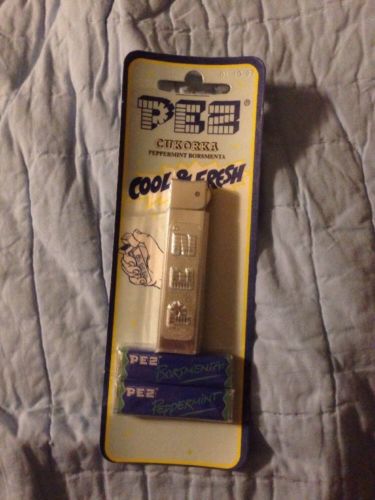 PEZ
®
CUKORKA
PEPPERMINT BORSMENTA
COOL & FRESH
PEZ
PEZ BORSMENTA
PEZ PEPPERMINT